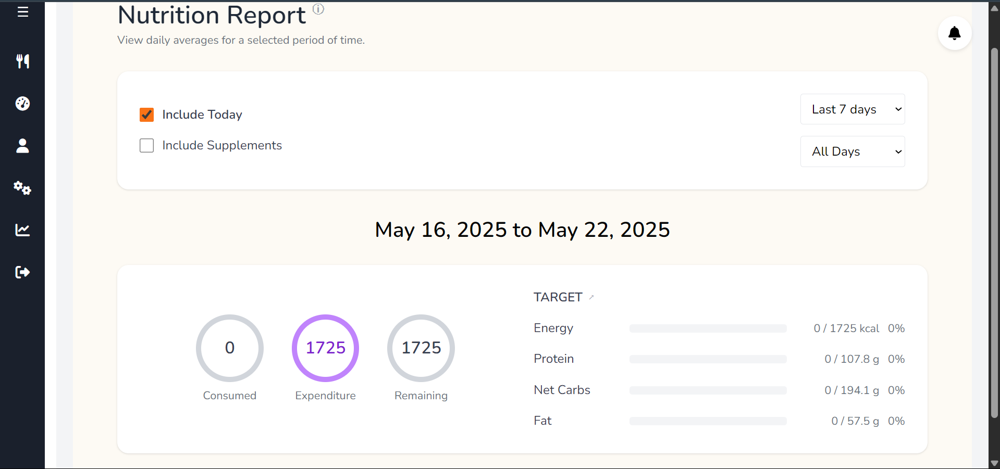 Nutrition Report ⓘ
View daily averages for a selected period of time.
Include Today
Last 7 days
Include Supplements
All Days
May 16, 2025 to May 22, 2025
TARGET ↗
0
1725
1725
Consumed
Expenditure
Remaining
Energy 0 / 1725 kcal 0%
Protein 0 / 107.8 g 0%
Net Carbs 0 / 194.1 g 0%
Fat 0 / 57.5 g 0%